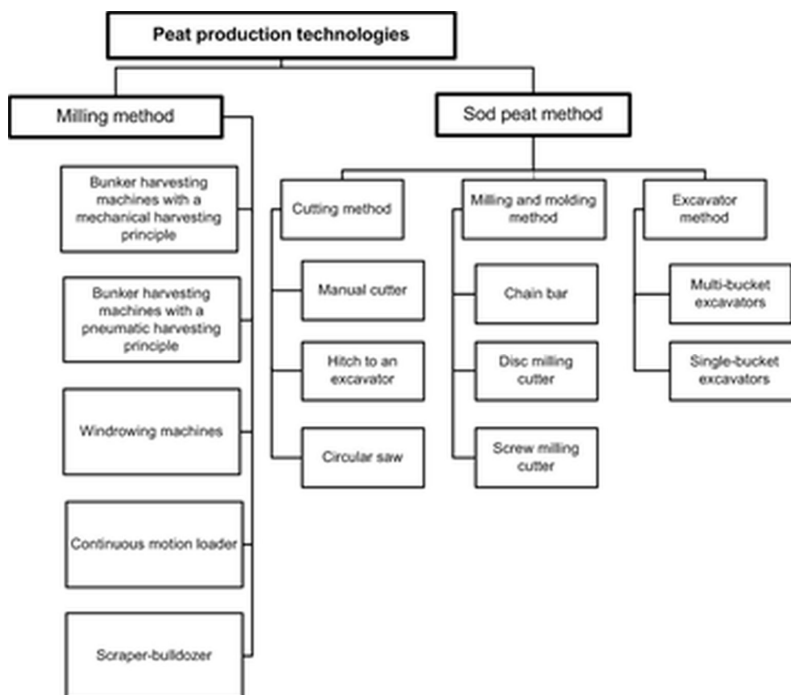 Peat production technologies
Milling method
Sod peat method
Bunker harvesting
machines with a
mechanical harvesting
principle
Bunker harvesting
machines with a
pneumatic harvesting
principle
Windrowing machines
Continuous motion loader
Scraper-bulldozer
Cutting method
Manual cutter
Hitch to an
excavator
Circular saw
Milling and molding
method
Chain bar
Disc milling
cutter
Screw milling
cutter
Excavator
method
Multi-bucket
excavators
Single-bucket
excavators